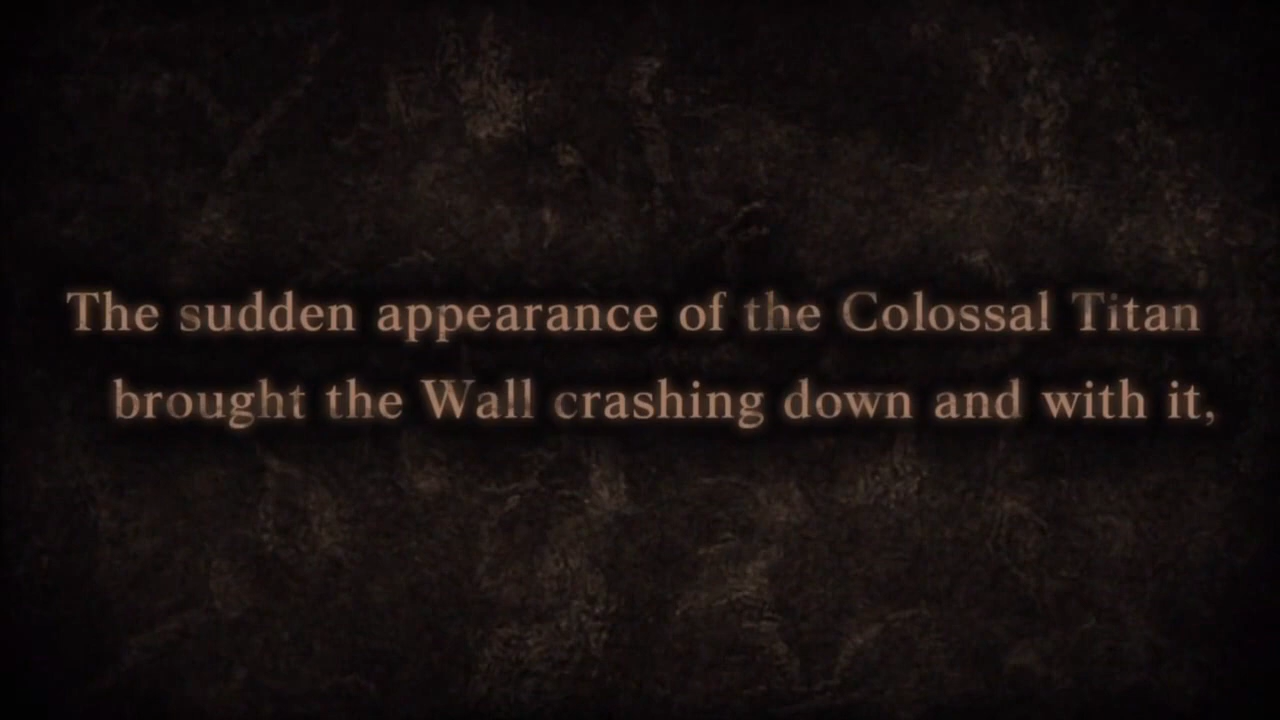 The sudden appearance of the Colossal Titan
brought the Wall crashing down and with it,